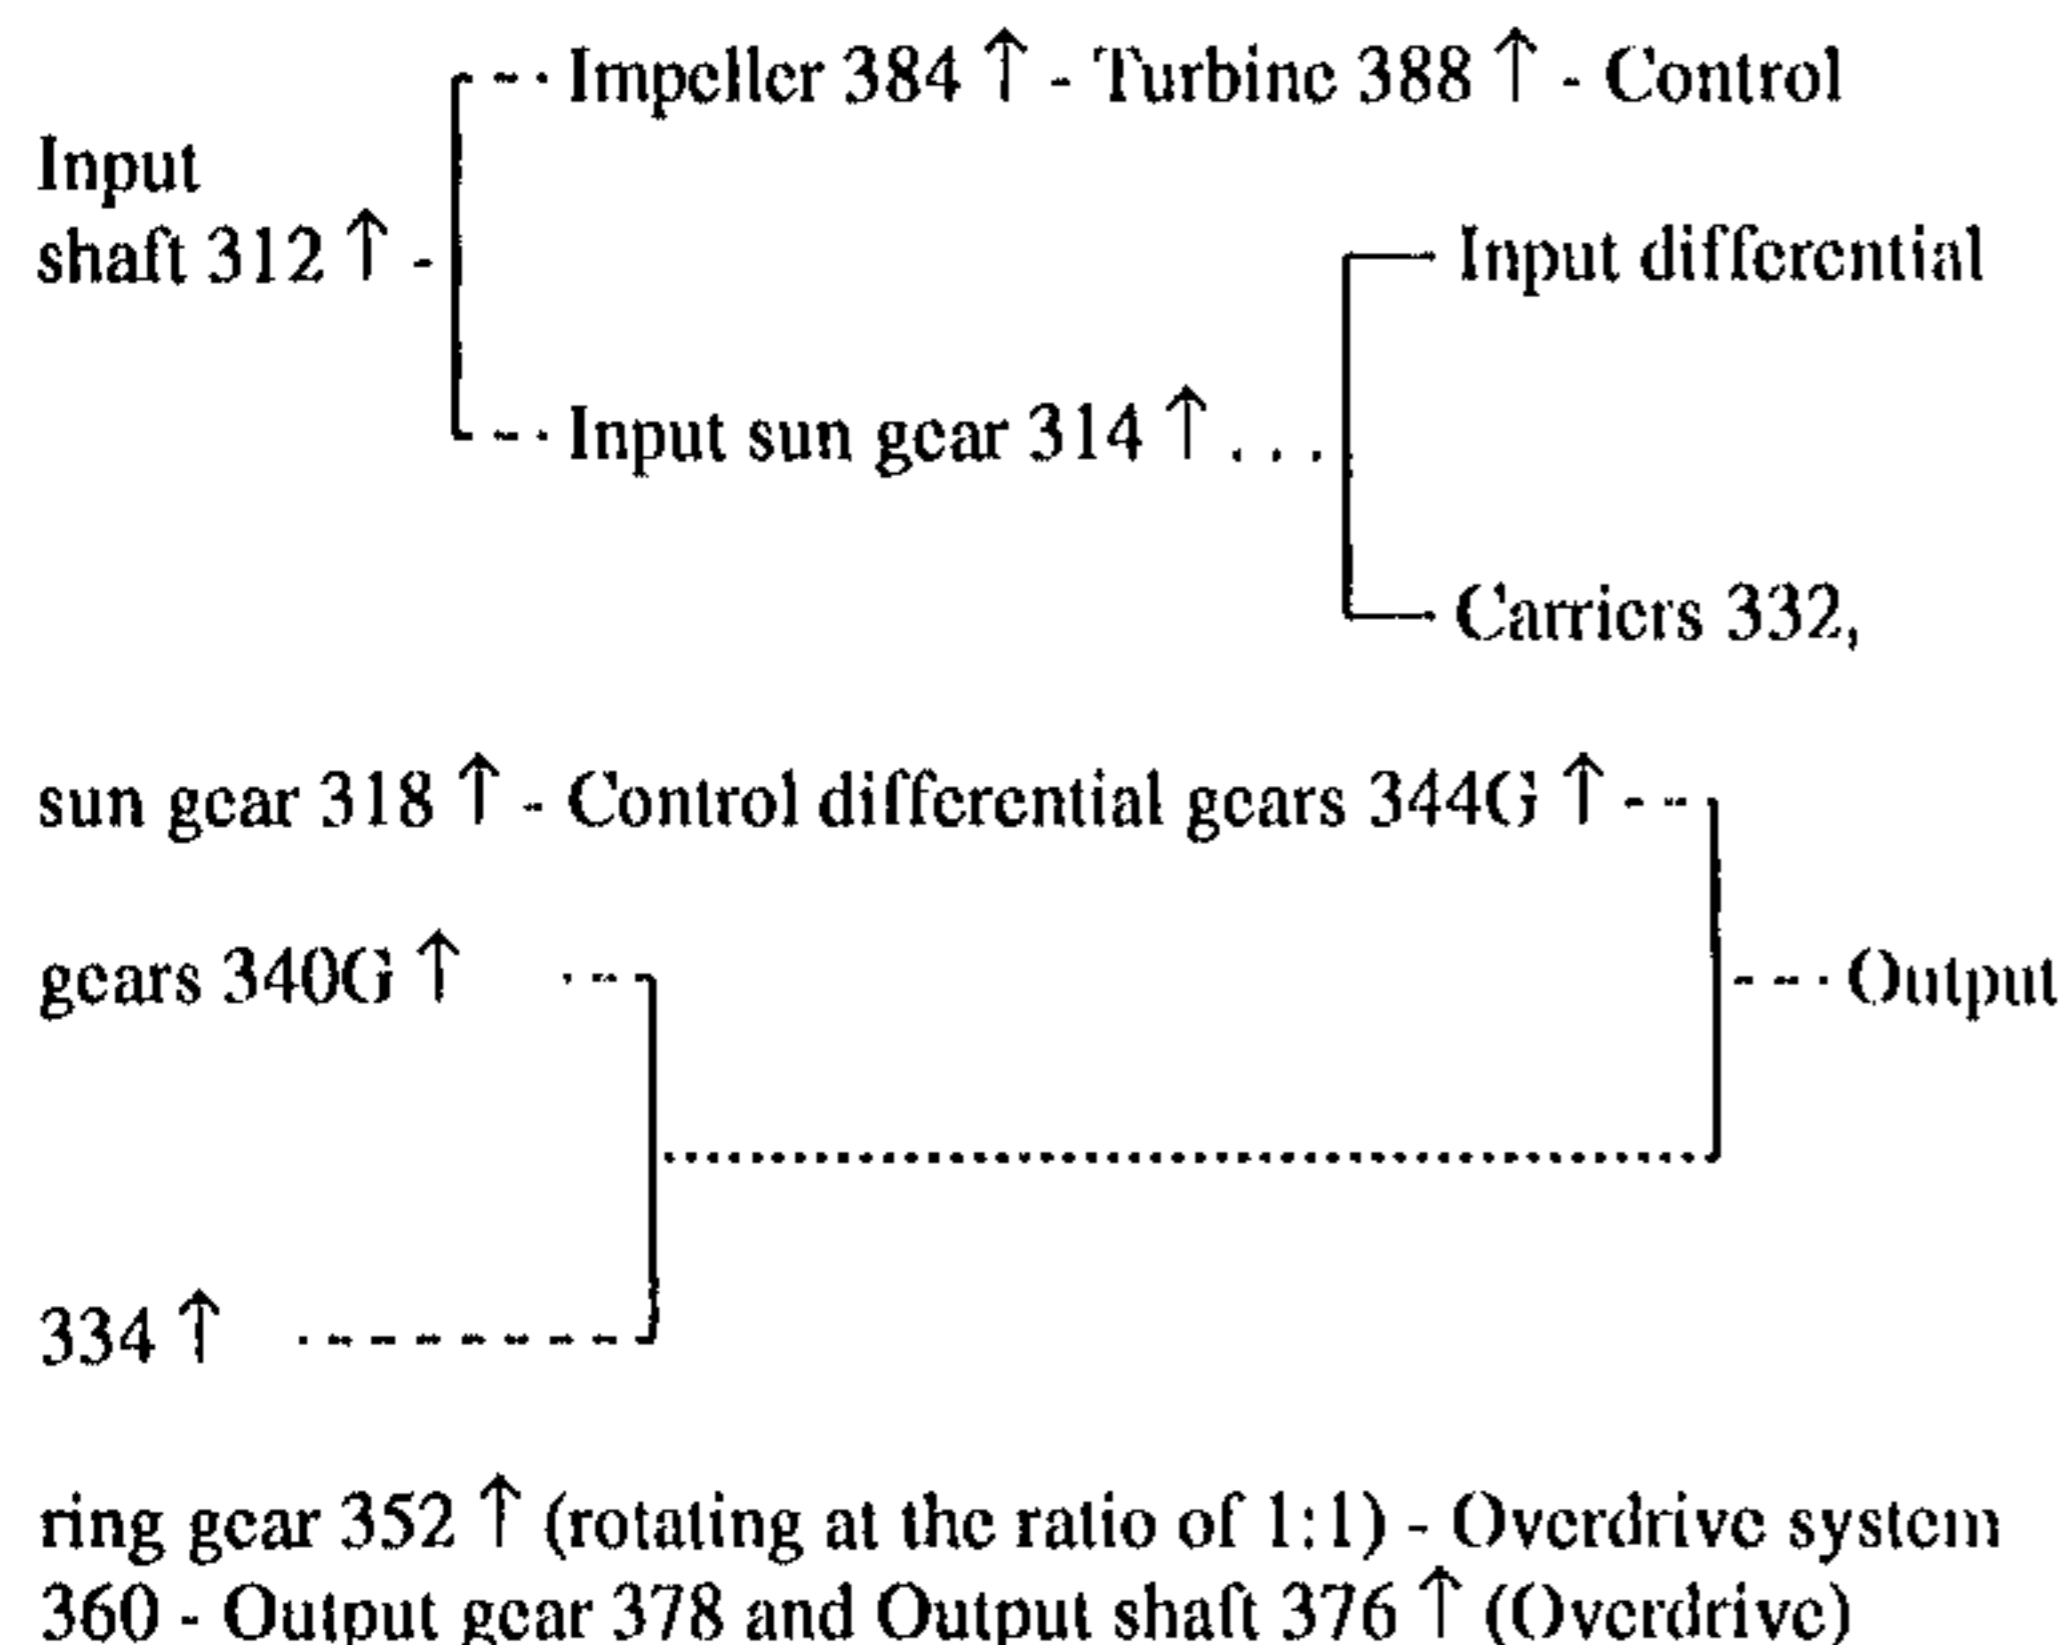 Impeller 384 ↑ - Turbine 388 ↑ - Control
Input
shaft 312 ↑ -
Input differential
Input sun gear 314 ↑ ...
Carriers 332,
sun gear 318 ↑ - Control differential gears 344G ↑ ---
gears 340G ↑ --- --- Output
334 ↑ --------
ring gear 352 ↑ (rotating at the ratio of 1:1) - Overdrive system
360 - Output gear 378 and Output shaft 376 ↑ (Overdrive)